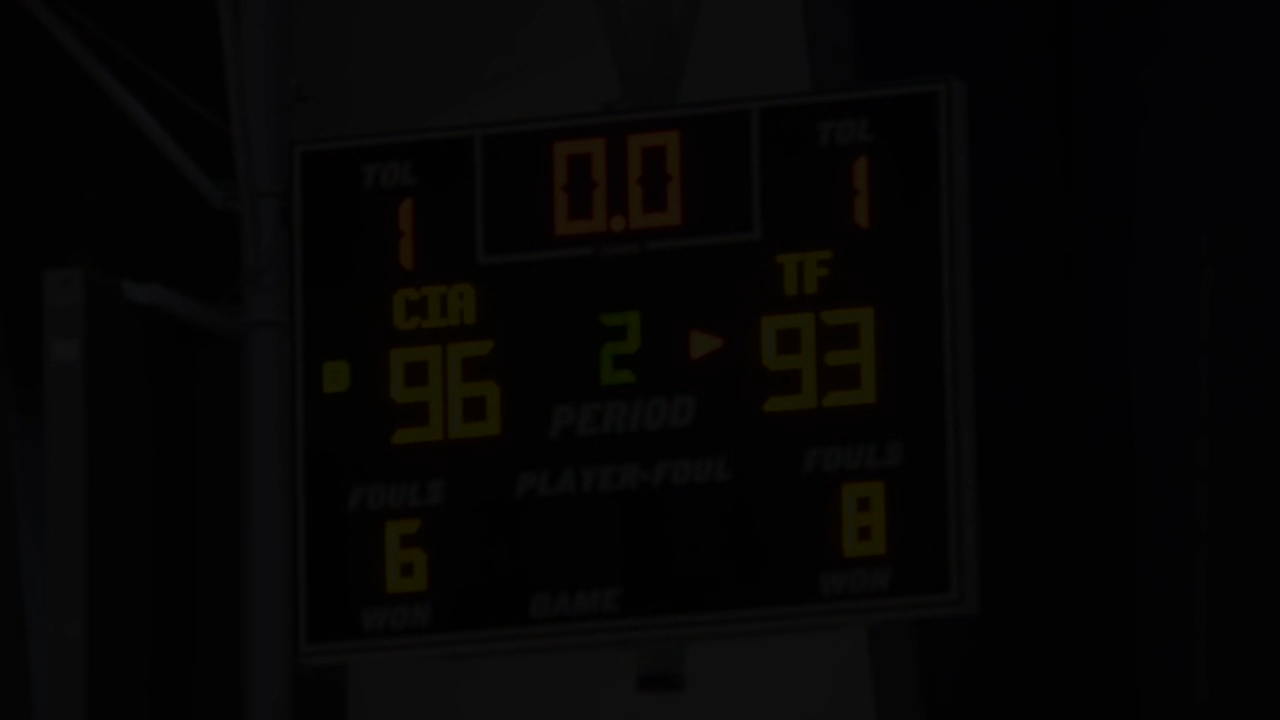 0.0
TOL TOL
1 1
CIA TF
B 96 2 93
PERIOD
FOULS PLAYER-FOUL FOULS
6 8
WON GAME WON